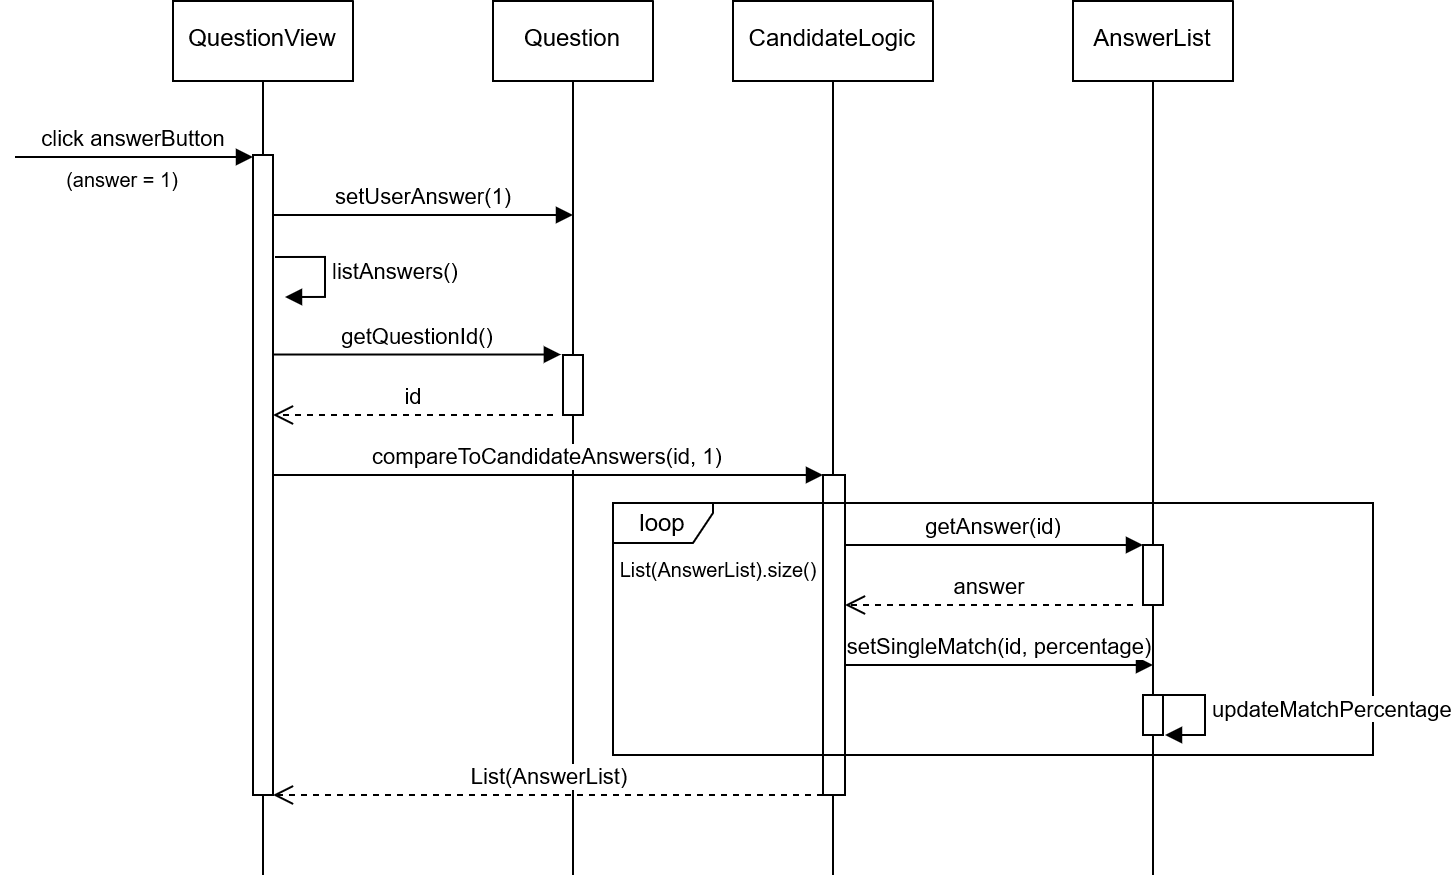 QuestionView
Question
CandidateLogic
AnswerList
click answerButton
(answer = 1)
setUserAnswer(1)
listAnswers()
getQuestionId()
id
compareToCandidateAnswers(id, 1)
loop
getAnswer(id)
List(AnswerList).size()
answer
setSingleMatch(id, percentage)
updateMatchPercentage
List(AnswerList)